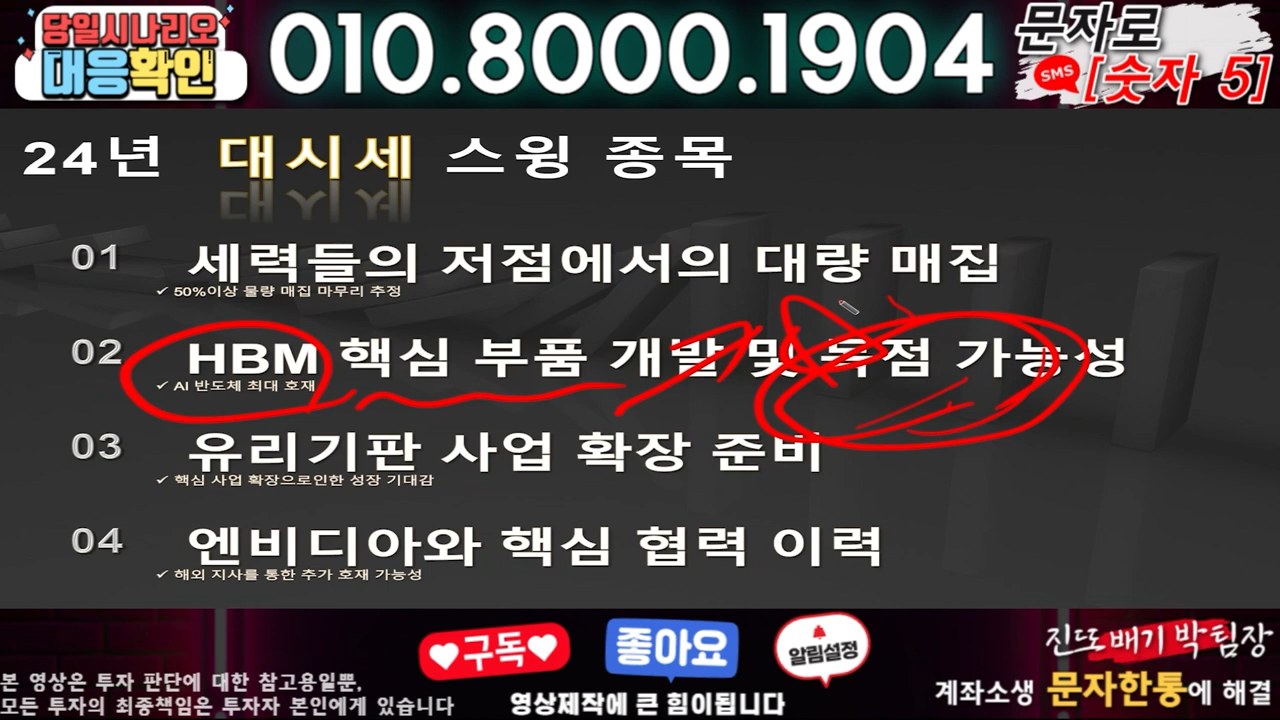 당일시나리오
대응확인
010.8000.1904
문자로
SMS [숫자 5]
24년 대시세 스윙 종목
01 세력들의 저점에서의 대량 매집
✓ 50%이상 물량 매집 마무리 추정
02 HBM 핵심 부품 개발 및 독점 가능성
✓ AI 반도체 최대 호재
03 유리기판 사업 확장 준비
✓ 핵심 사업 확장으로인한 성장 기대감
04 엔비디아와 핵심 협력 이력
✓ 해외 지사를 통한 추가 호재 가능성
구독
좋아요
알림설정
영상제작에 큰 힘이됩니다
본 영상은 투자 판단에 대한 참고용일뿐,
모든 투자의 최종책임은 투자자 본인에게 있습니다
진또배기 박팀장
계좌소생 문자한통에 해결